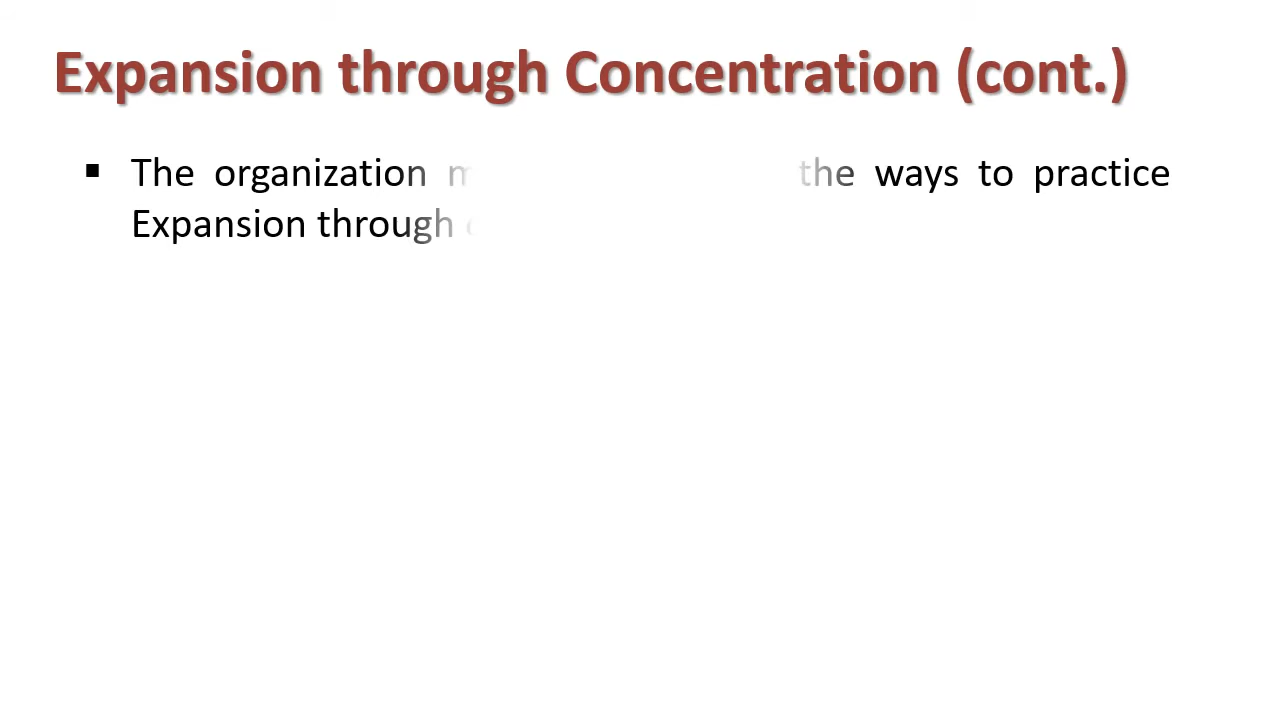 Expansion through Concentration (cont.)
▪ The organization the ways to practice
Expansion through